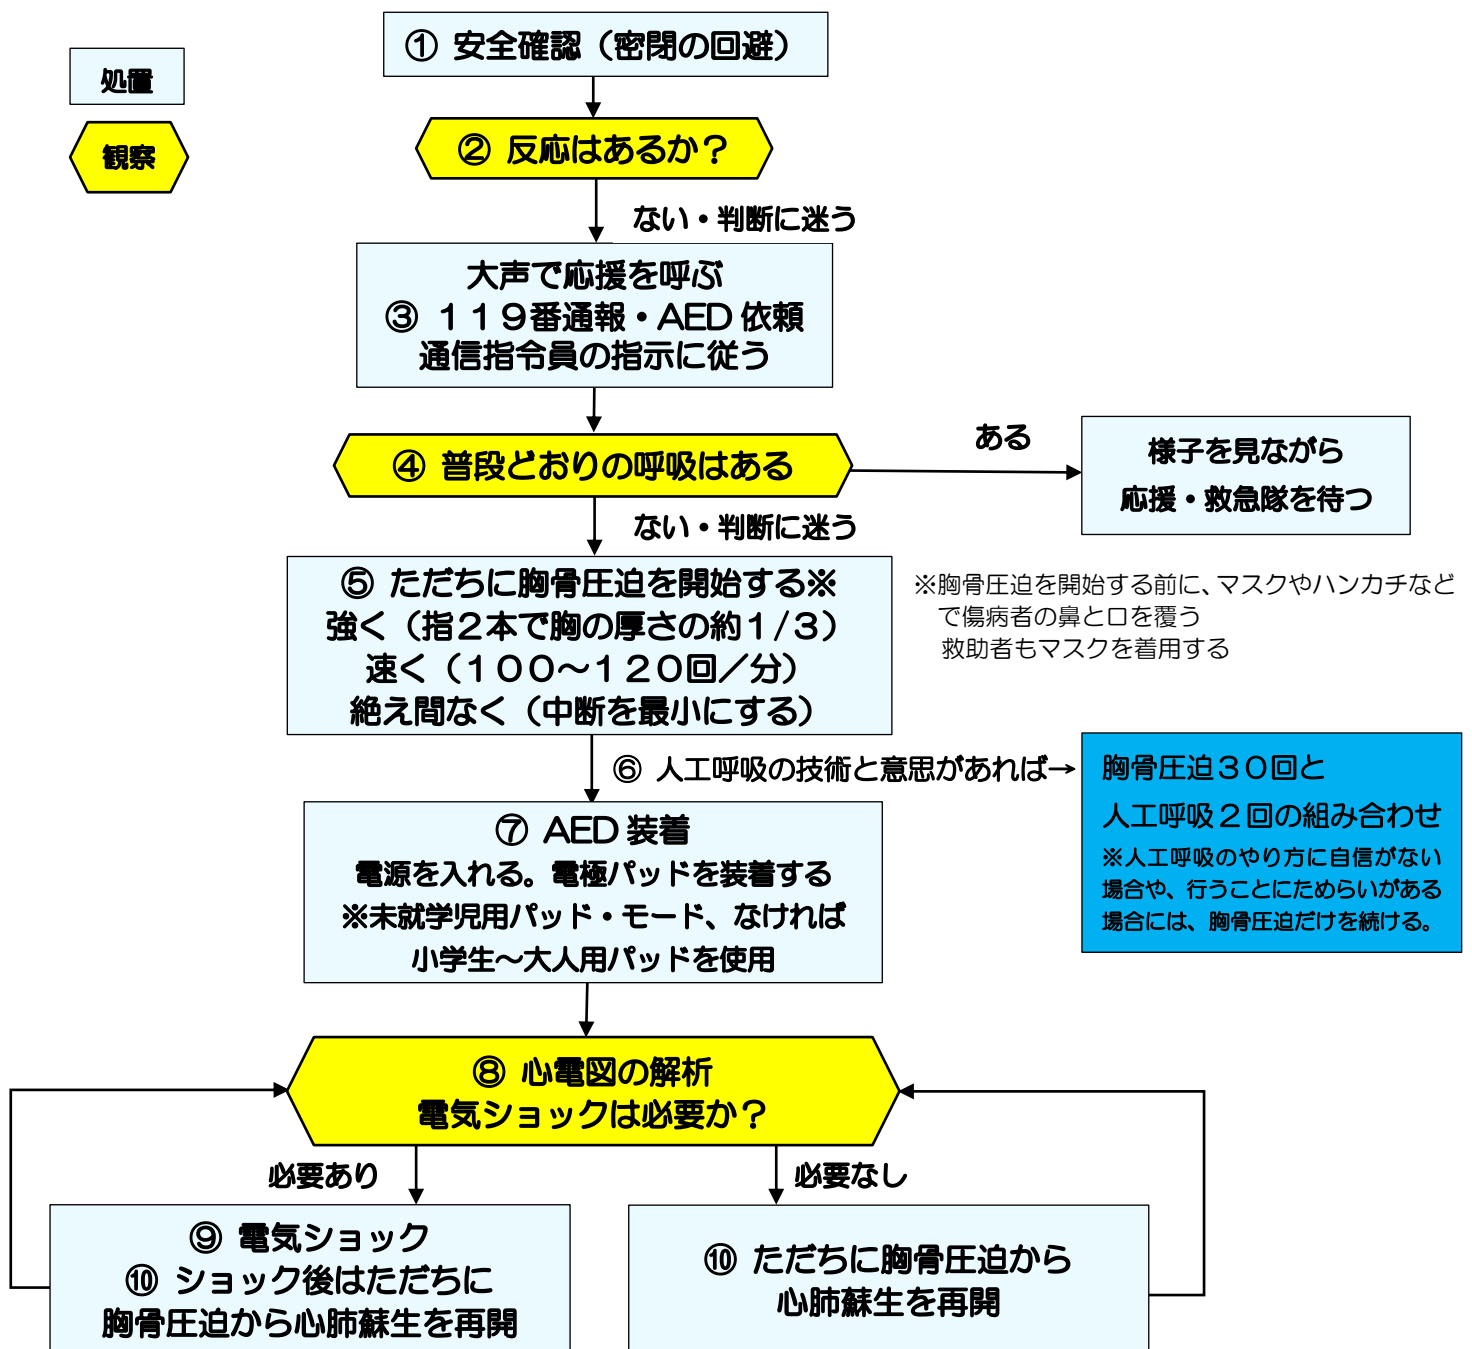 ① 安全確認（密閉の回避）
処置
観察
② 反応はあるか？
ない・判断に迷う
大声で応援を呼ぶ
③ １１９番通報・AED 依頼
通信指令員の指示に従う
④ 普段どおりの呼吸はある
ある
様子を見ながら
応援・救急隊を待つ
ない・判断に迷う
⑤ ただちに胸骨圧迫を開始する※
強く（指２本で胸の厚さの約１/３）
速く（１００～１２０回／分）
絶え間なく（中断を最小にする）
※胸骨圧迫を開始する前に、マスクやハンカチなど
で傷病者の鼻と口を覆う
救助者もマスクを着用する
⑥ 人工呼吸の技術と意思があれば→
胸骨圧迫３０回と
人工呼吸２回の組み合わせ
※人工呼吸のやり方に自信がない
場合や、行うことにためらいがある
場合には、胸骨圧迫だけを続ける。
⑦ AED 装着
電源を入れる。電極パッドを装着する
※未就学児用パッド・モード、なければ
小学生～大人用パッドを使用
⑧ 心電図の解析
電気ショックは必要か？
必要あり
必要なし
⑨ 電気ショック
⑩ ショック後はただちに
胸骨圧迫から心肺蘇生を再開
⑩ ただちに胸骨圧迫から
心肺蘇生を再開